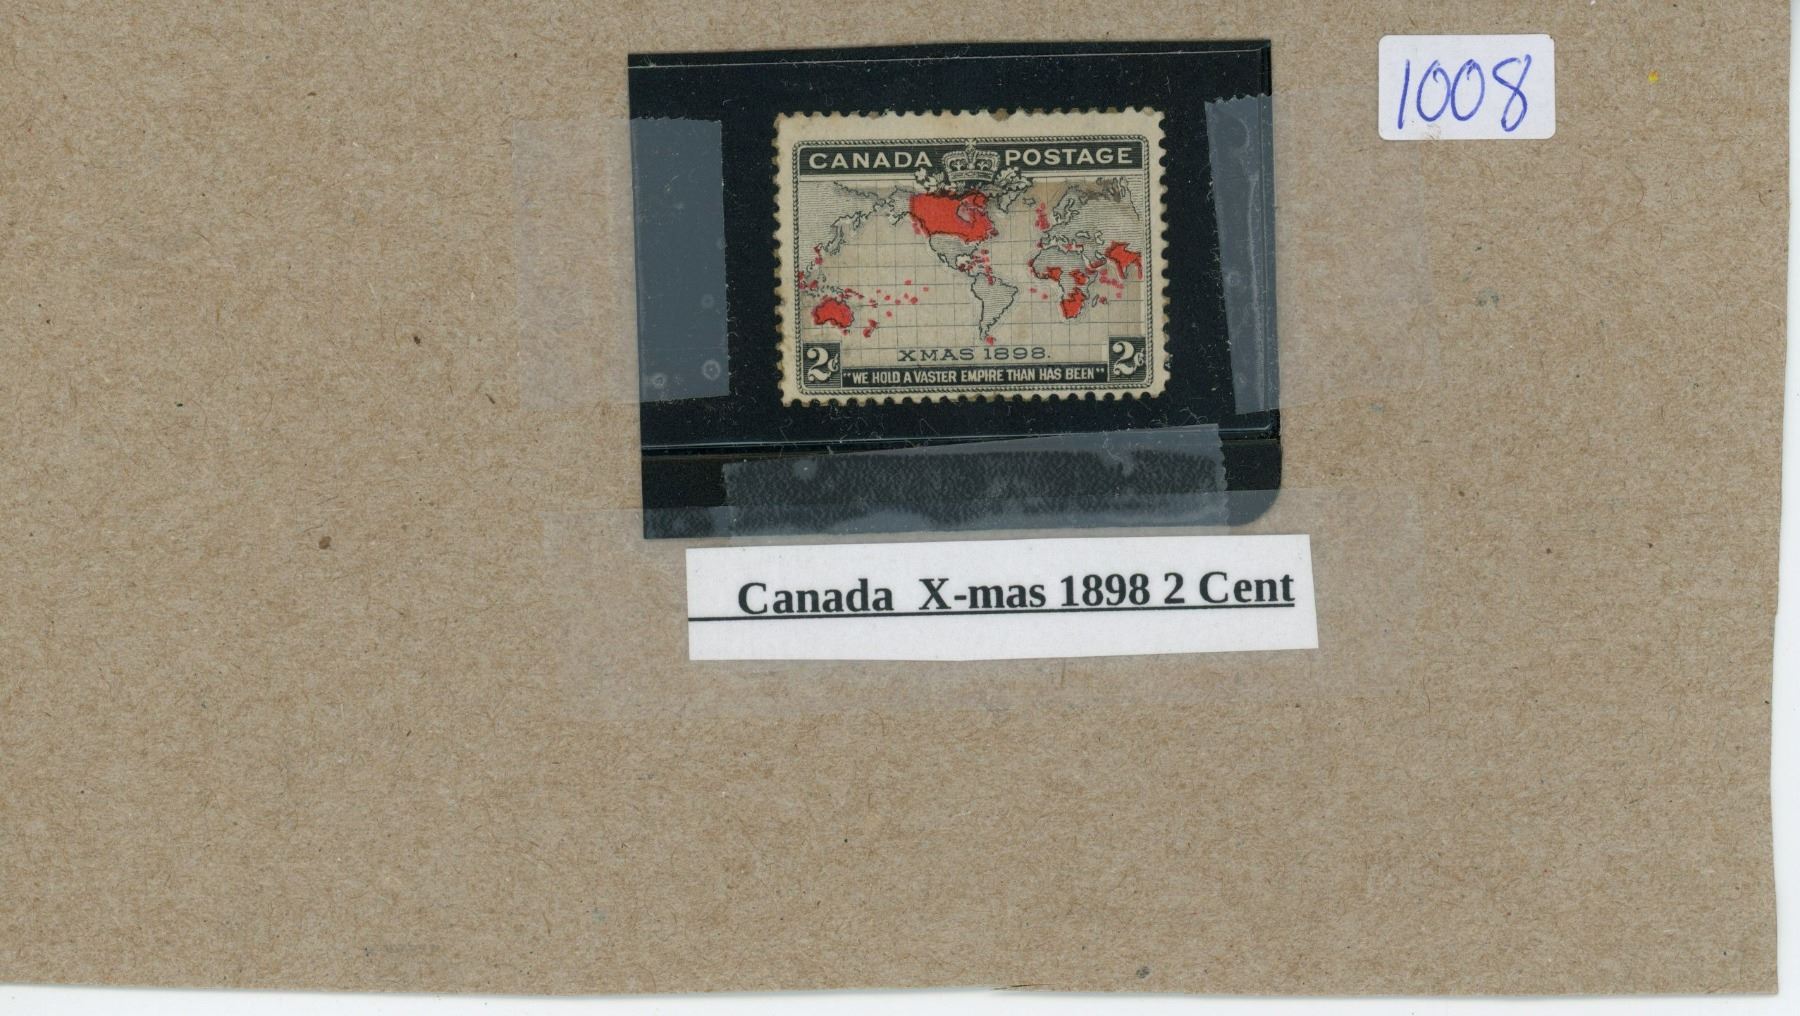 1008
CANADA POSTAGE
XMAS 1898.
2¢ 2¢
"WE HOLD A VASTER EMPIRE THAN HAS BEEN"
Canada X-mas 1898 2 Cent